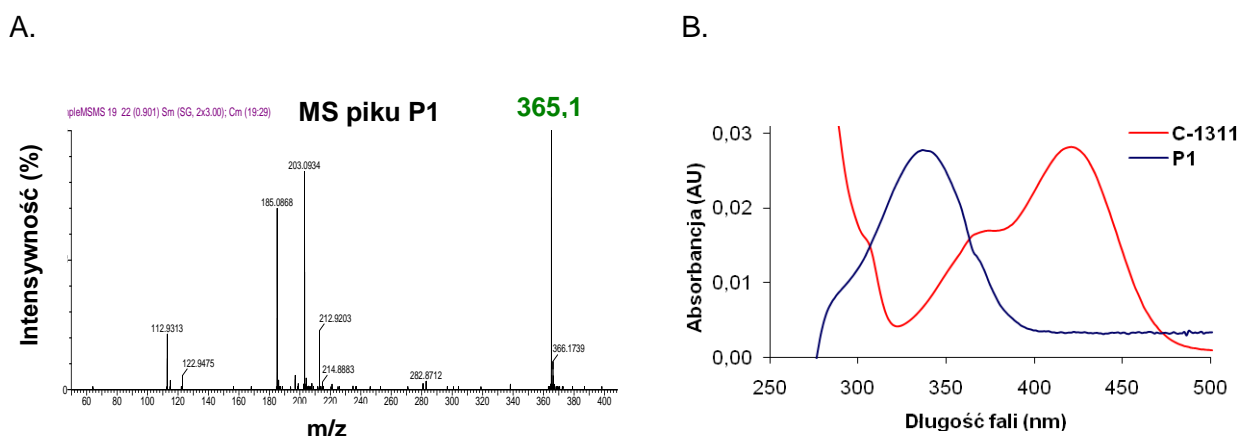 A.
B.
ıpleMSMS 19 22 (0.901) Sm (SG, 2x3.00); Cm (19:29)
MS piku P1
365,1
Intensywność (%)
203.0934
185.0868
112.9313
122.9475
212.9203
214.8883
282.8712
366.1739
0
60 80 100 120 140 160 180 200 220 240 260 280 300 320 340 360 380 400
m/z
C-1311
P1
Absorbancja (AU)
0,03
0,02
0,01
0,00
250 300 350 400 450 500
Dlugość fali (nm)